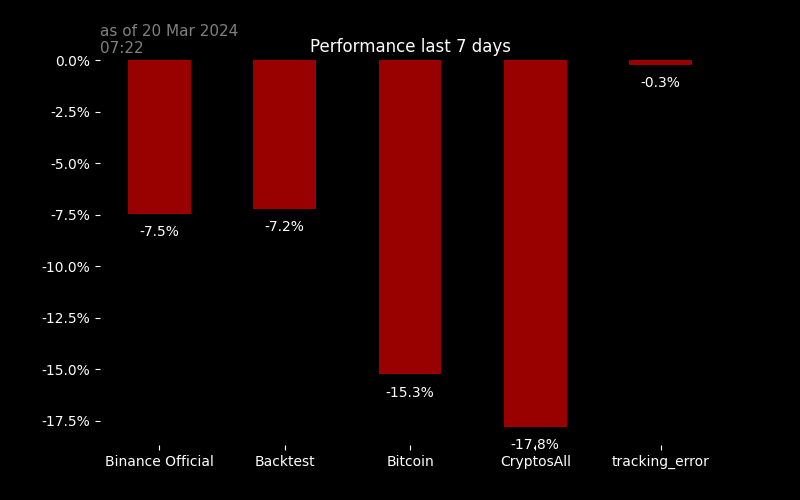 as of 20 Mar 2024
07:22
Performance last 7 days
0.0%
-2.5%
-5.0%
-7.5%
-10.0%
-12.5%
-15.0%
-17.5%
-7.5%
-7.2%
-15.3%
-17.8%
-0.3%
Binance Official
Backtest
Bitcoin
CryptosAll
tracking_error